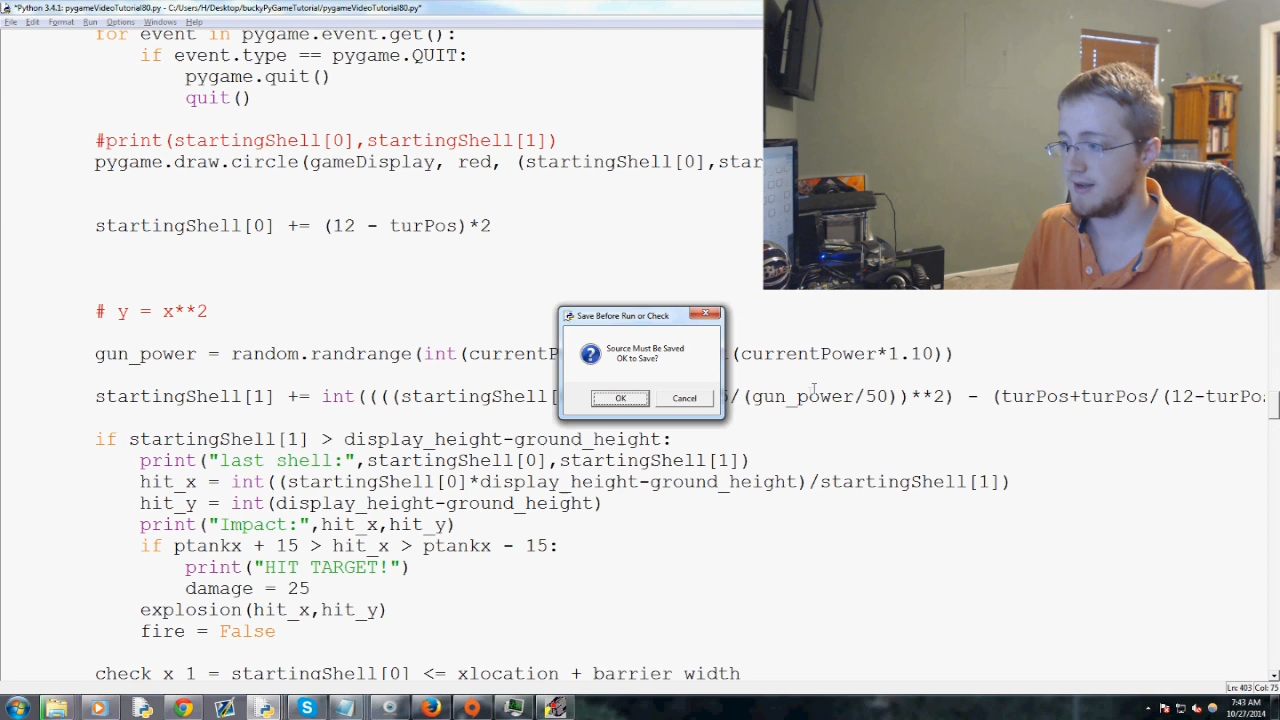 *Python 3.4.1: pygameVideoTutorial80.py - C:/Users/H/Desktop/buckyPyGameTutorial/pygameVideoTutorial80.py*
File Edit Format Run Options Windows Help
for event in pygame.event.get():
if event.type == pygame.QUIT:
pygame.quit()
quit()
#print(startingShell[0],startingShell[1])
pygame.draw.circle(gameDisplay, red, (startingShell[0],star
startingShell[0] += (12 - turPos)*2
# y = x**2
gun_power = random.randrange(int(currentP (currentPower*1.10))
startingShell[1] += int((((startingShell[ /(gun_power/50))**2) - (turPos+turPos/(12-turPo
if startingShell[1] > display_height-ground_height:
print("last shell:",startingShell[0],startingShell[1])
hit_x = int((startingShell[0]*display_height-ground_height)/startingShell[1])
hit_y = int(display_height-ground_height)
print("Impact:",hit_x,hit_y)
if ptankx + 15 > hit_x > ptankx - 15:
print("HIT TARGET!")
damage = 25
explosion(hit_x,hit_y)
fire = False
check_x_1 = startingShell[0] <= xlocation + barrier_width
Save Before Run or Check
Source Must Be Saved
OK to Save?
OK Cancel
Ln: 403 Col: 75
7:43 AM
10/27/2014